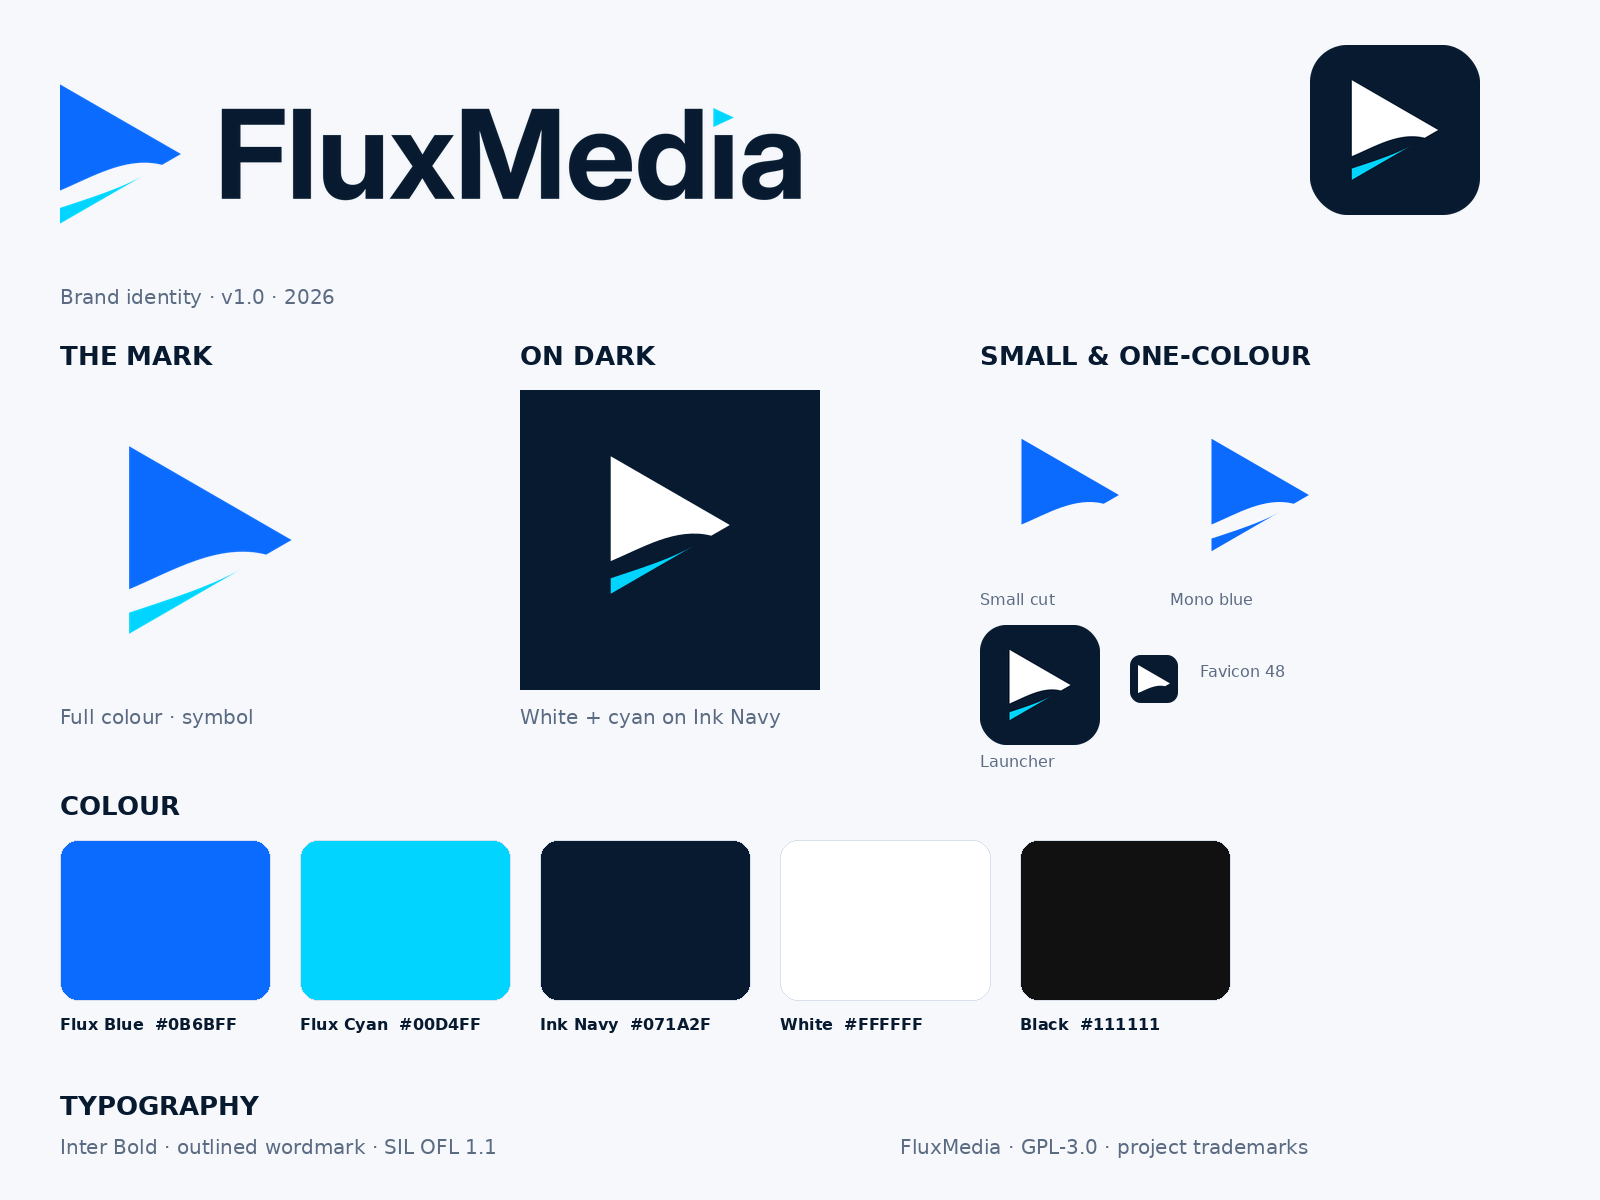 FluxMedia
Brand identity · v1.0 · 2026
THE MARK
ON DARK
SMALL & ONE-COLOUR
Small cut
Mono blue
Favicon 48
Launcher
Full colour · symbol
White + cyan on Ink Navy
COLOUR
Flux Blue #0B6BFF
Flux Cyan #00D4FF
Ink Navy #071A2F
White #FFFFFF
Black #111111
TYPOGRAPHY
Inter Bold · outlined wordmark · SIL OFL 1.1
FluxMedia · GPL-3.0 · project trademarks